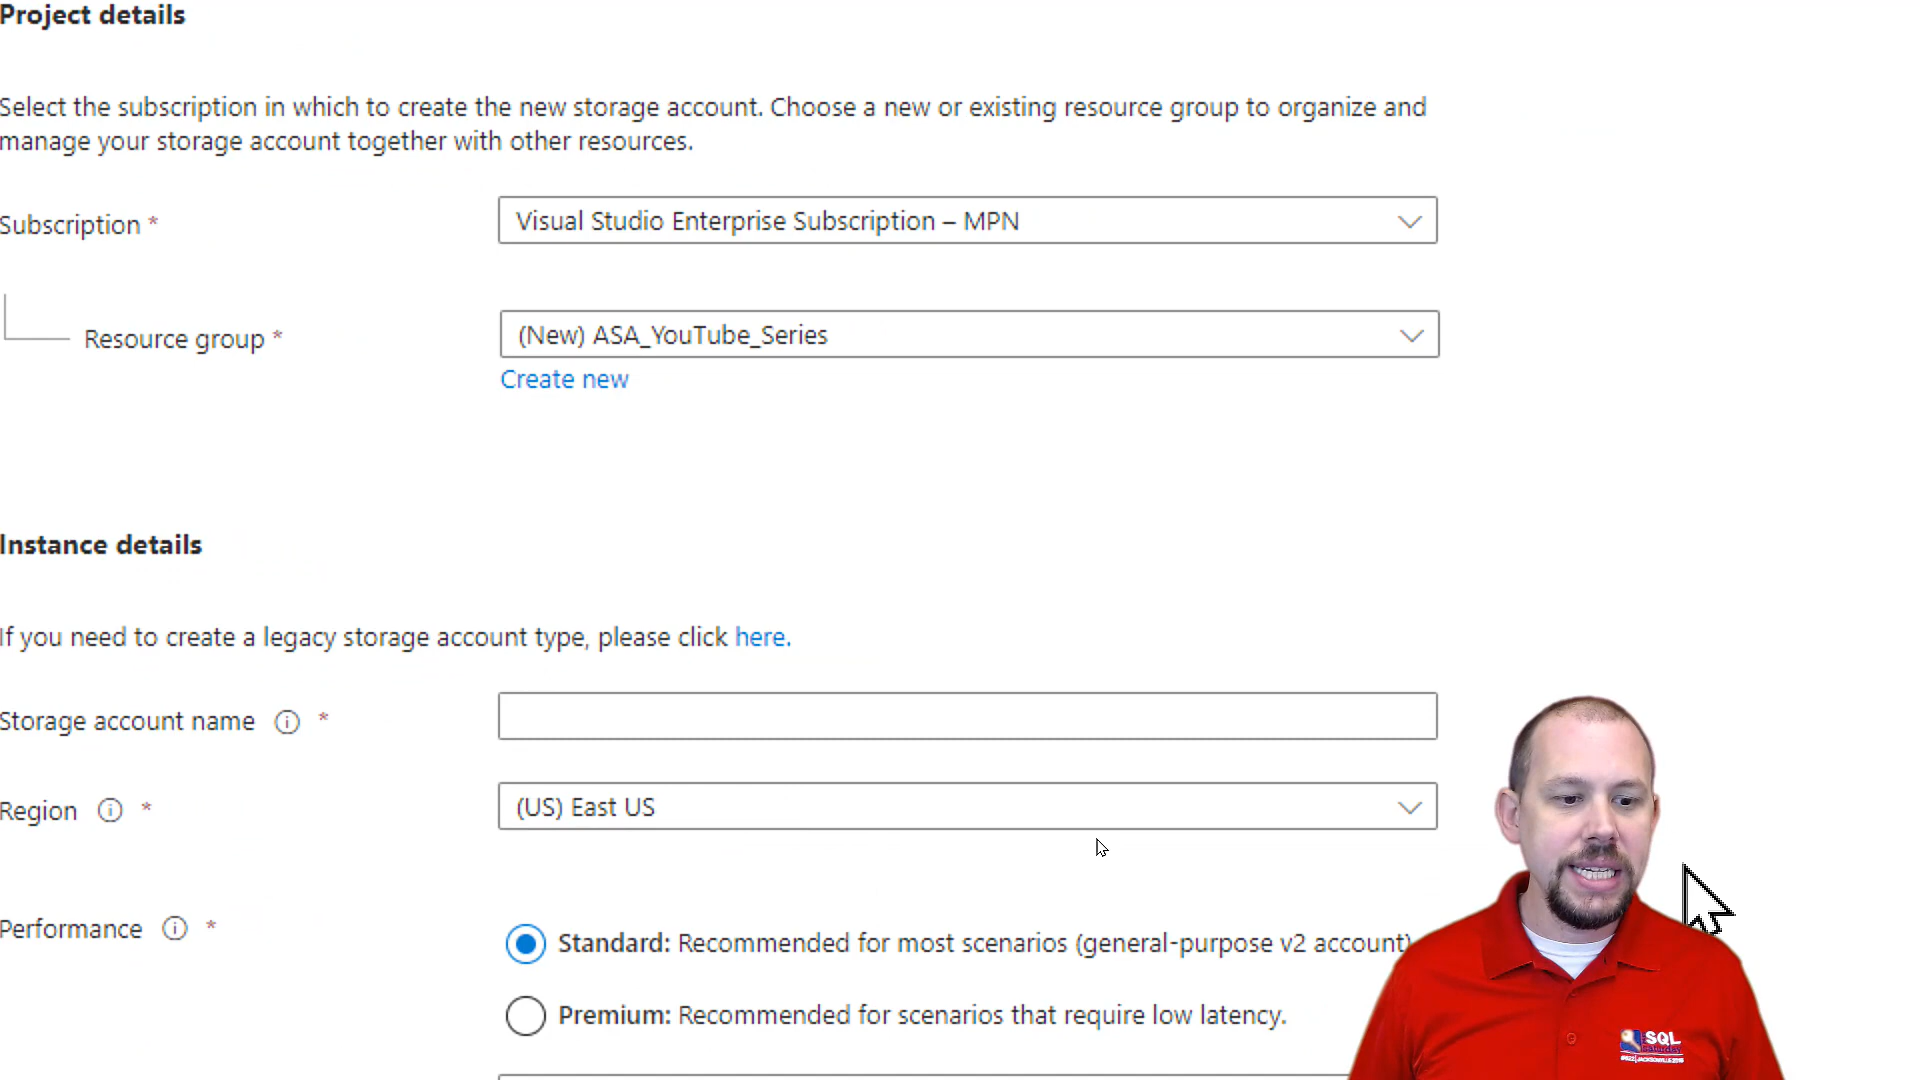 Project details
Select the subscription in which to create the new storage account. Choose a new or existing resource group to organize and
manage your storage account together with other resources.
Subscription *
Visual Studio Enterprise Subscription – MPN
Resource group *
(New) ASA_YouTube_Series
Create new
Instance details
If you need to create a legacy storage account type, please click here.
Storage account name *
Region *
(US) East US
Performance *
Standard: Recommended for most scenarios (general-purpose v2 account)
Premium: Recommended for scenarios that require low latency.
SQL